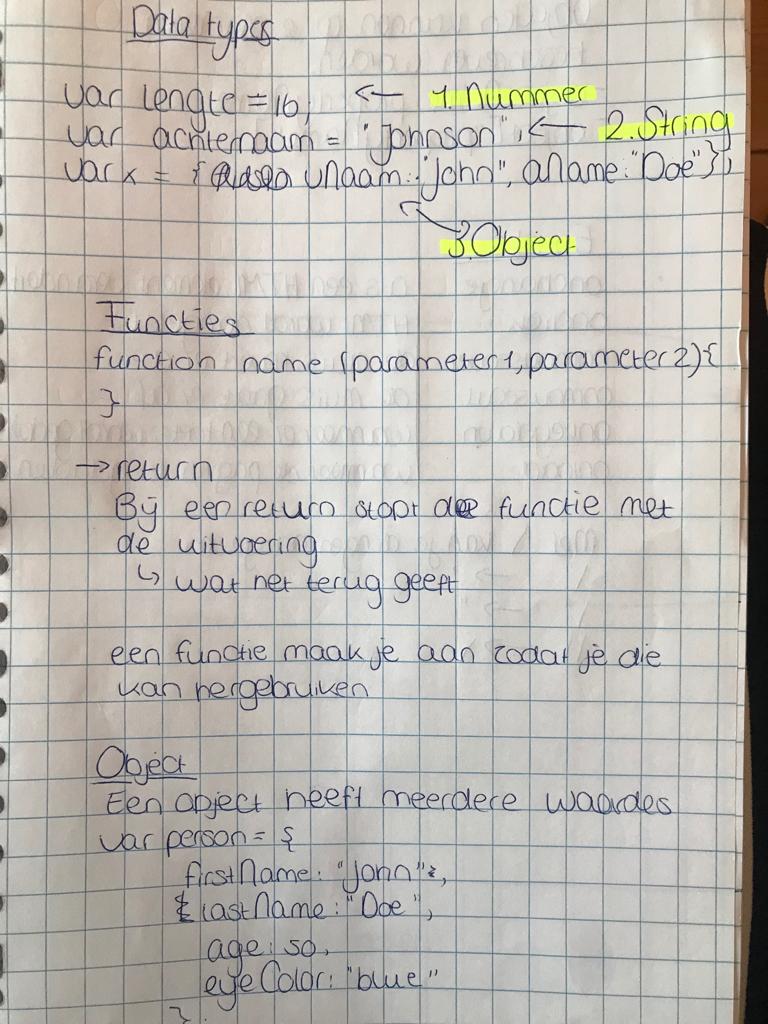 Data types
var lengte = 16, ← 1. Nummer
var achternaam = "Johnson", ← 2. String
var x = { vnaam: "John", aName: "Doe"};
3 Object
Functies
function name (parameter1, parameter2){
}
→ return
Bij een return stopt de functie met
de uitvoering
↳ wat het terug geeft
een functie maak je aan zodat je die
kan hergebruiken
Object
Een object heeft meerdere waardes
var person = {
firstName: "John",
lastName: "Doe",
age: 50,
eyeColor: "blue"
};